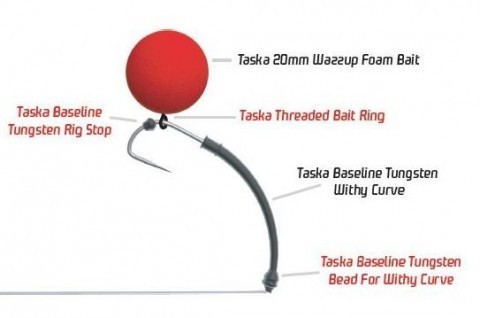 Taska 20mm Wazzup Foam Bait
Taska Baseline
Tungsten Rig Stop
Taska Threaded Bait Ring
Taska Baseline Tungsten
Withy Curve
Taska Baseline Tungsten
Bead For Withy Curve